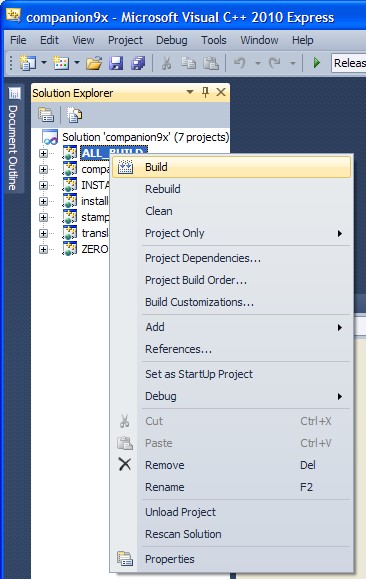 companion9x - Microsoft Visual C++ 2010 Express
File Edit View Project Debug Tools Window Help
Releas
Document Outline
Solution Explorer
Solution 'companion9x' (7 projects)
ALL_BUILD
compa
INSTA
installe
stamp
transl
ZERO
Build
Rebuild
Clean
Project Only
Project Dependencies...
Project Build Order...
Build Customizations...
Add
References...
Set as StartUp Project
Debug
Cut Ctrl+X
Paste Ctrl+V
Remove Del
Rename F2
Unload Project
Rescan Solution
Properties